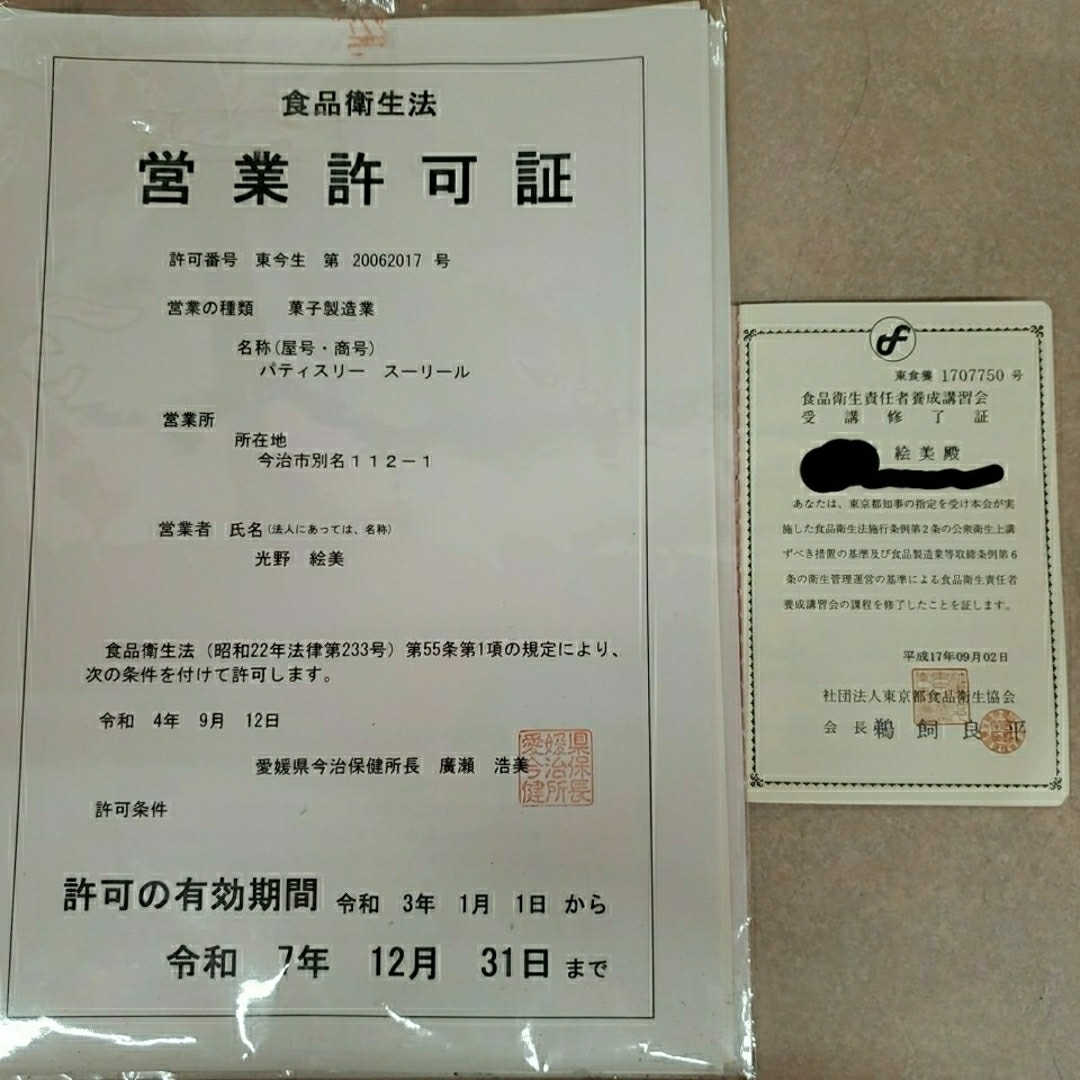 食品衛生法
営業許可証
許可番号 東今生 第 20062017 号
営業の種類 菓子製造業
名称(屋号・商号)
パティスリー スーリール
営業所
所在地
今治市別名112-1
営業者 氏名(法人にあっては、名称)
光野 絵美
食品衛生法(昭和22年法律第233号)第55条第1項の規定により、
次の条件を付けて許可します。
令和 4年 9月 12日
愛媛県今治保健所長 廣瀬 浩美
愛媛県今治保健所長
許可条件
許可の有効期間 令和 3年 1月 1日 から
令和 7年 12月 31日 まで
東食養 1707750 号
食品衛生責任者養成講習会
受講修了証
絵美殿
あなたは、東京都知事の指定を受け本会が実
施した食品衛生法施行条例第2条の公衆衛生上講
ずべき措置の基準及び食品製造業等取締条例第6
条の衛生管理運営の基準による食品衛生責任者
養成講習会の課程を修了したことを証します。
平成17年09月02日
社団法人東京都食品衛生協会
会長 鵜飼良平